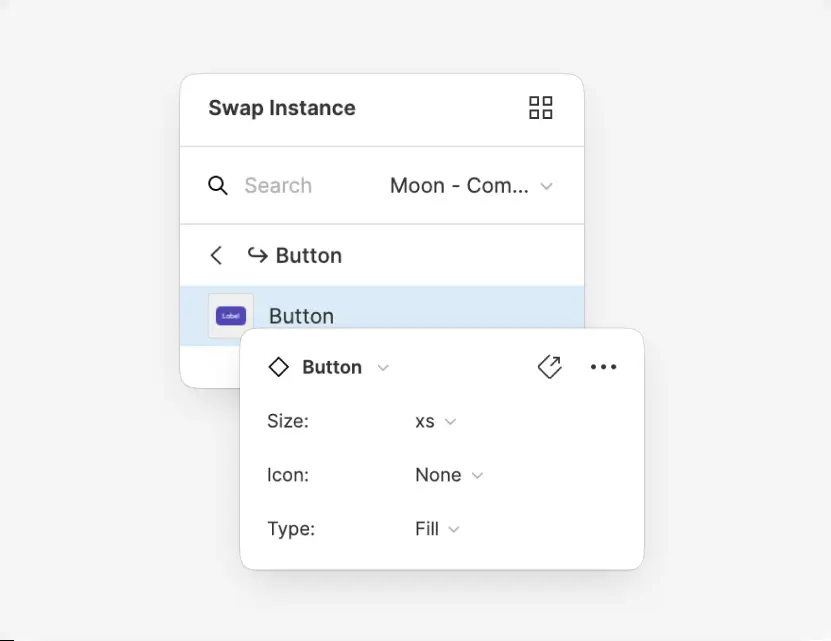 Swap Instance
Search Moon - Com...
Button
Label Button
Button
Size: xs
Icon: None
Type: Fill